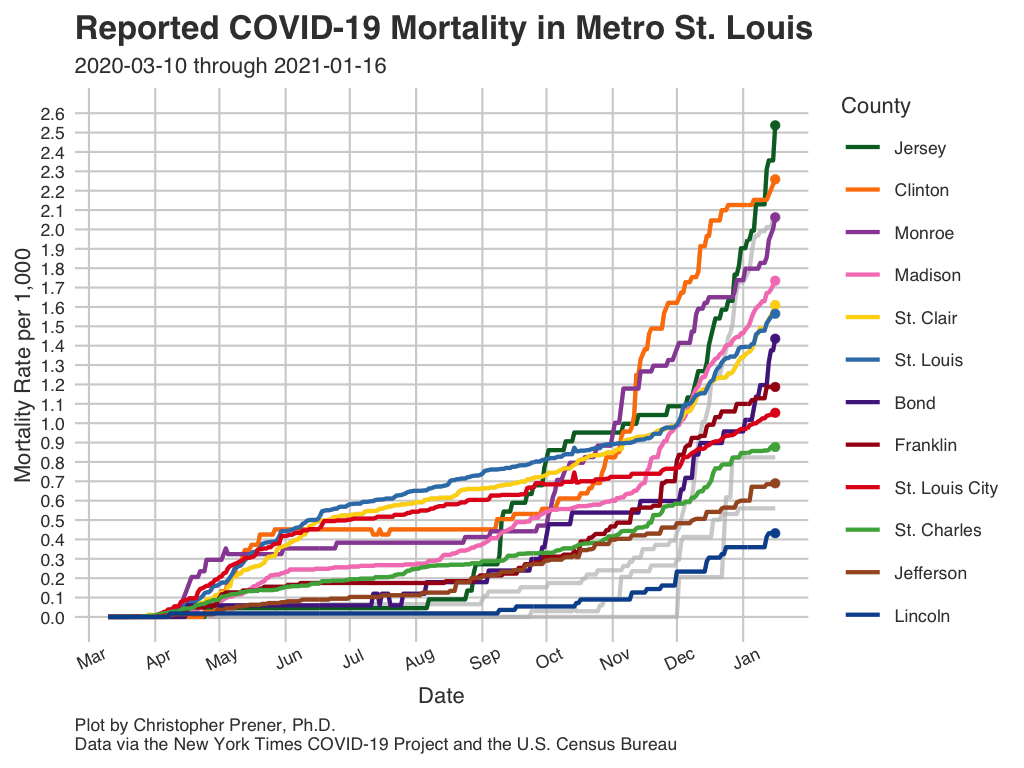 Reported COVID-19 Mortality in Metro St. Louis
2020-03-10 through 2021-01-16
Mortality Rate per 1,000
2.6
2.5
2.4
2.3
2.2
2.1
2.0
1.9
1.8
1.7
1.6
1.5
1.4
1.3
1.2
1.1
1.0
0.9
0.8
0.7
0.6
0.5
0.4
0.3
0.2
0.1
0.0
Mar Apr May Jun Jul Aug Sep Oct Nov Dec Jan
Date
County
Jersey
Clinton
Monroe
Madison
St. Clair
St. Louis
Bond
Franklin
St. Louis City
St. Charles
Jefferson
Lincoln
Plot by Christopher Prener, Ph.D.
Data via the New York Times COVID-19 Project and the U.S. Census Bureau